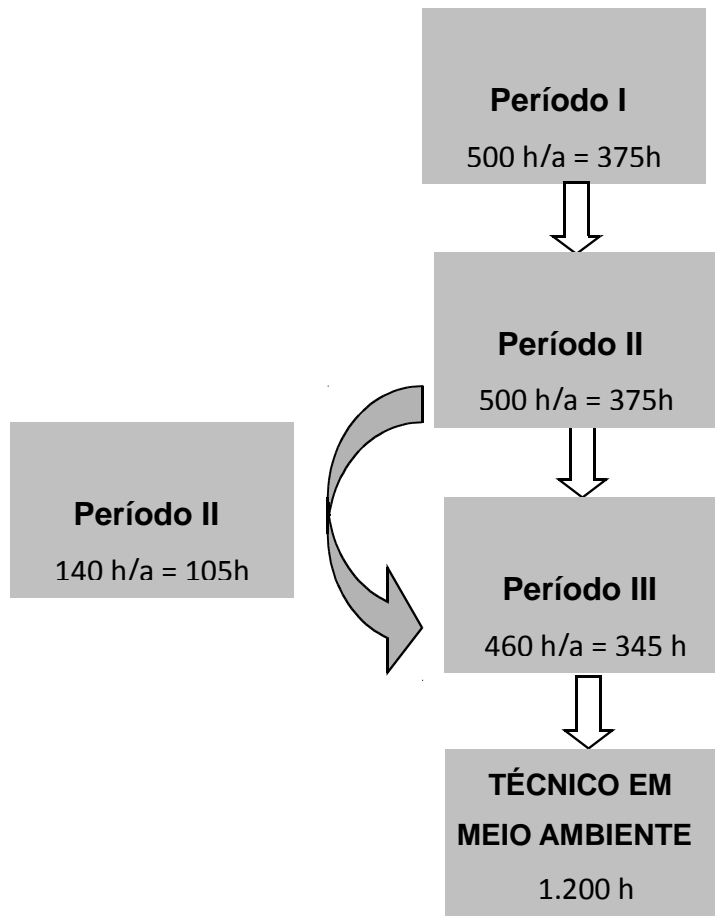 Período I
500 h/a = 375h
Período II
500 h/a = 375h
Período II
140 h/a = 105h
Período III
460 h/a = 345 h
TÉCNICO EM
MEIO AMBIENTE
1.200 h